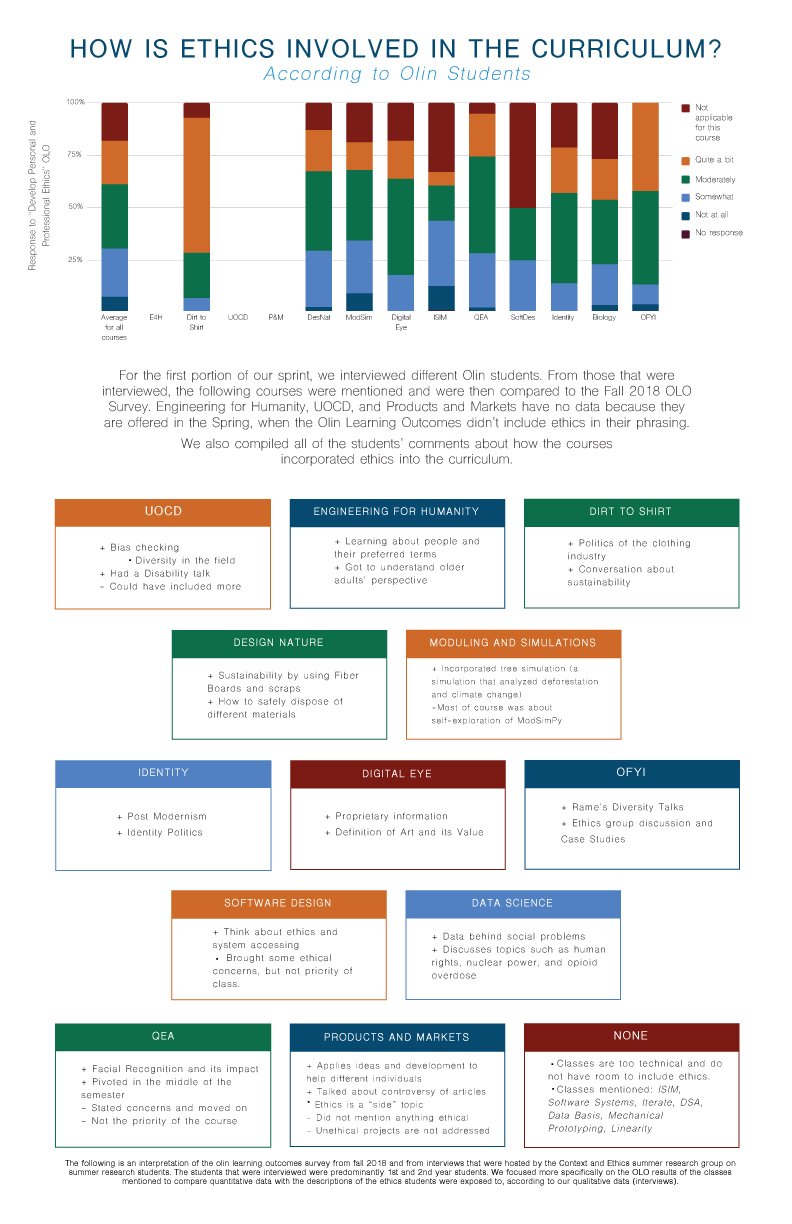 HOW IS ETHICS INVOLVED IN THE CURRICULUM?
According to Olin Students
Response to "Develop Personal and
Professional Ethics" OLO
100%
75%
50%
25%
Not
applicable
for this
course
Quite a bit
Moderately
Somewhat
Not at all
No response
Average
for all
courses
E4H
Dirt to
Shirt
UOCD
P&M
DesNat
ModSim
Digital
Eye
ISIM
QEA
SoftDes
Identity
Biology
OFYI
For the first portion of our sprint, we interviewed different Olin students. From those that were
interviewed, the following courses were mentioned and were then compared to the Fall 2018 OLO
Survey. Engineering for Humanity, UOCD, and Products and Markets have no data because they
are offered in the Spring, when the Olin Learning Outcomes didn't include ethics in their phrasing.
We also compiled all of the students' comments about how the courses
incorporated ethics into the curriculum.
UOCD
+ Bias checking
• Diversity in the field
+ Had a Disability talk
– Could have included more
ENGINEERING FOR HUMANITY
+ Learning about people and
their preferred terms
+ Got to understand older
adults' perspective
DIRT TO SHIRT
+ Politics of the clothing
industry
+ Conversation about
sustainability
DESIGN NATURE
+ Sustainability by using Fiber
Boards and scraps
+ How to safely dispose of
different materials
MODULING AND SIMULATIONS
+ Incorporated tree simulation (a
simulation that analyzed deforestation
and climate change)
–Most of course was about
self-exploration of ModSimPy
IDENTITY
+ Post Modernism
+ Identity Politics
DIGITAL EYE
+ Proprietary information
+ Definition of Art and its Value
OFYI
+ Rame's Diversity Talks
+ Ethics group discussion and
Case Studies
SOFTWARE DESIGN
+ Think about ethics and
system accessing
• Brought some ethical
concerns, but not priority of
class.
DATA SCIENCE
+ Data behind social problems
+ Discusses topics such as human
rights, nuclear power, and opioid
overdose
QEA
+ Facial Recognition and its impact
+ Pivoted in the middle of the
semester
– Stated concerns and moved on
– Not the priority of the course
PRODUCTS AND MARKETS
+ Applies ideas and development to
help different individuals
+ Talked about controversy of articles
• Ethics is a "side" topic
– Did not mention anything ethical
– Unethical projects are not addressed
NONE
• Classes are too technical and do
not have room to include ethics.
• Classes mentioned: ISIM,
Software Systems, Iterate, DSA,
Data Basis, Mechanical
Prototyping, Linearity
The following is an interpretation of the olin learning outcomes survey from fall 2018 and from interviews that were hosted by the Context and Ethics summer research group on
summer research students. The students that were interviewed were predominantly 1st and 2nd year students. We focused more specifically on the OLO results of the classes
mentioned to compare quantitative data with the descriptions of the ethics students were exposed to, according to our qualitative data (interviews).